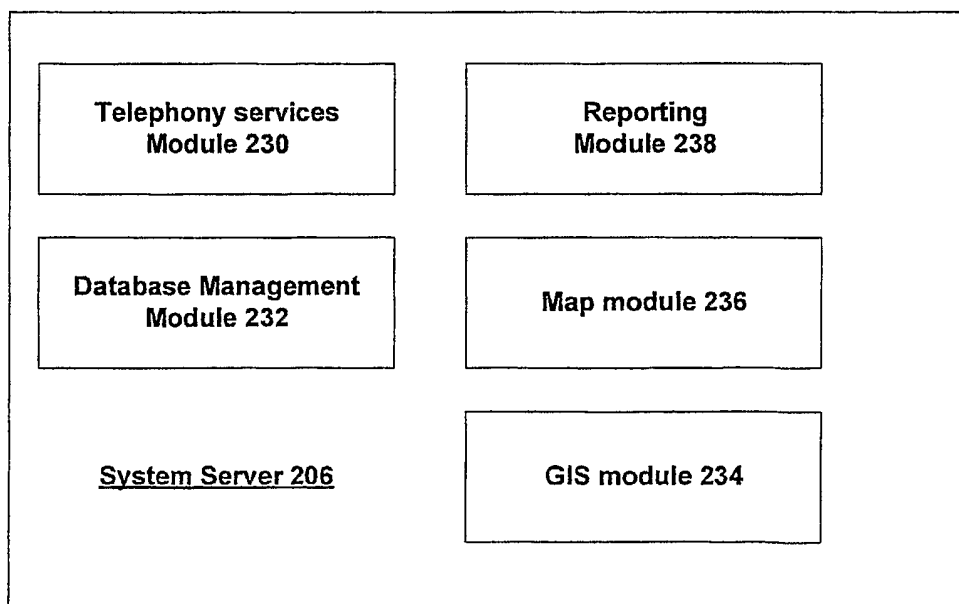 Telephony services
Module 230
Reporting
Module 238
Database Management
Module 232
Map module 236
System Server 206
GIS module 234